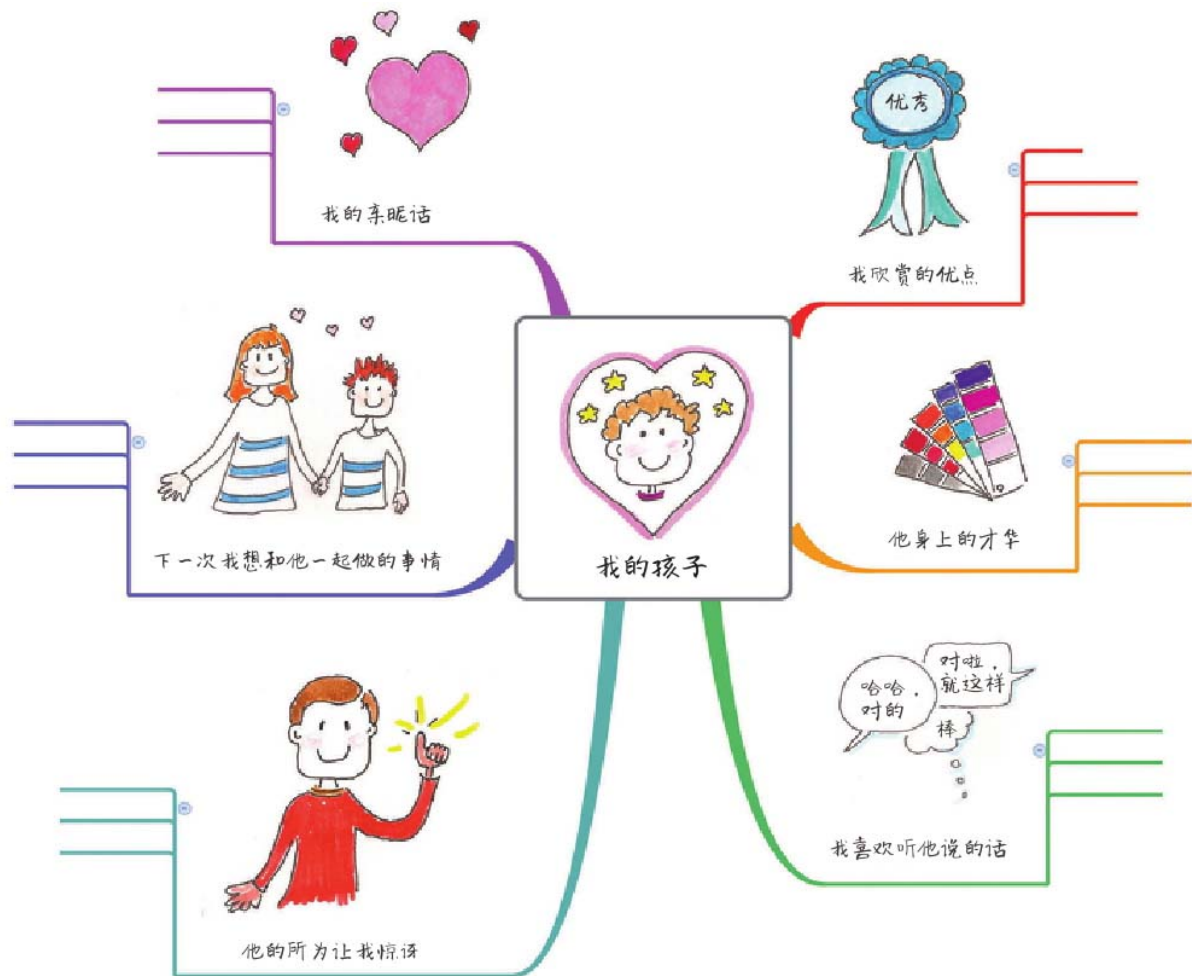 我的亲昵话
优秀
我欣赏的优点
下一次我想和他一起做的事情
我的孩子
他身上的才华
哈哈，
对的
对啦，
就这样
棒
我喜欢听他说的话
他的所为让我惊讶